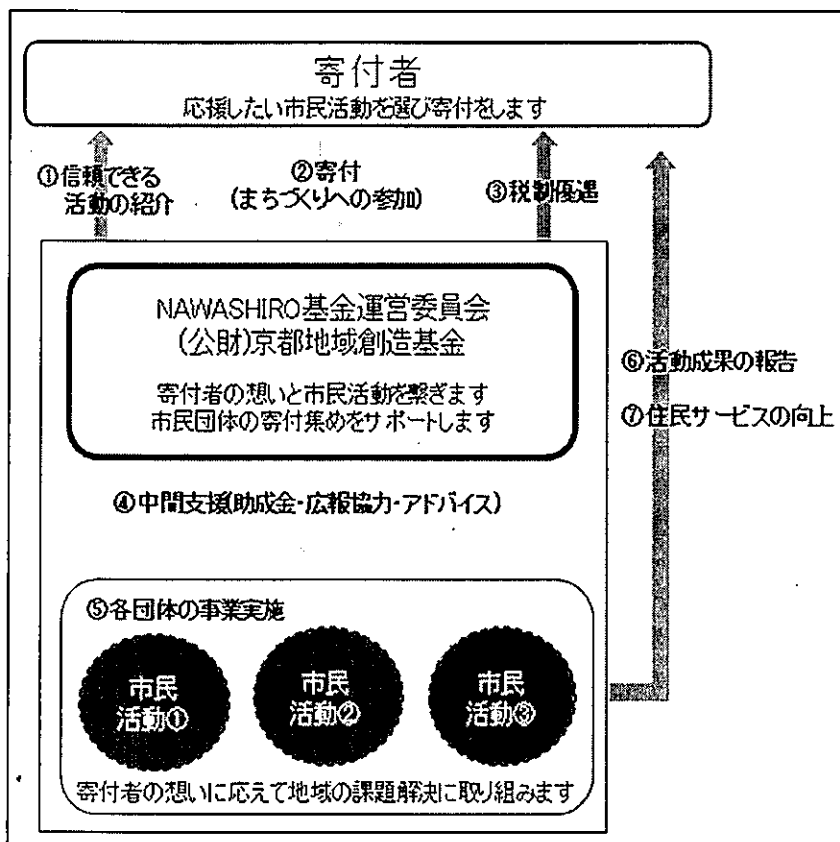 寄付者
応援したい市民活動を選び寄付をします
①信頼できる
活動の紹介
②寄付
(まちづくりへの参加)
③税制優遇
NAWASHIRO基金運営委員会
(公財)京都地域創造基金
寄付者の想いと市民活動を繋ぎます
市民団体の寄付集めをサポートします
⑥活動成果の報告
⑦住民サービスの向上
④中間支援(助成金・広報協力・アドバイス)
⑤各団体の事業実施
市民
活動①
市民
活動②
市民
活動③
寄付者の想いに応えて地域の課題解決に取り組みます